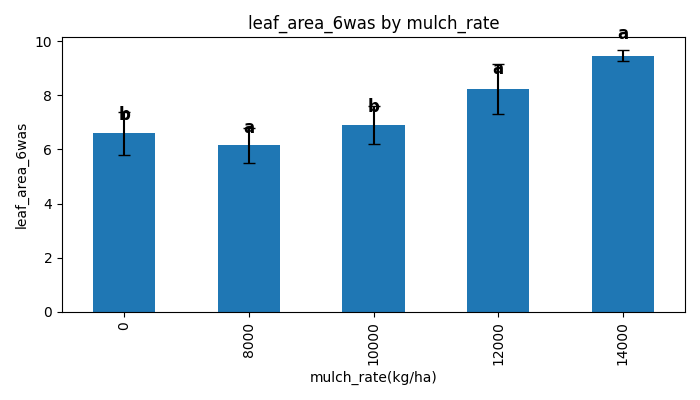 leaf_area_6was by mulch_rate
leaf_area_6was
10
8
6
4
2
0
b
a
b
a
a
0
8000
10000
12000
14000
mulch_rate(kg/ha)